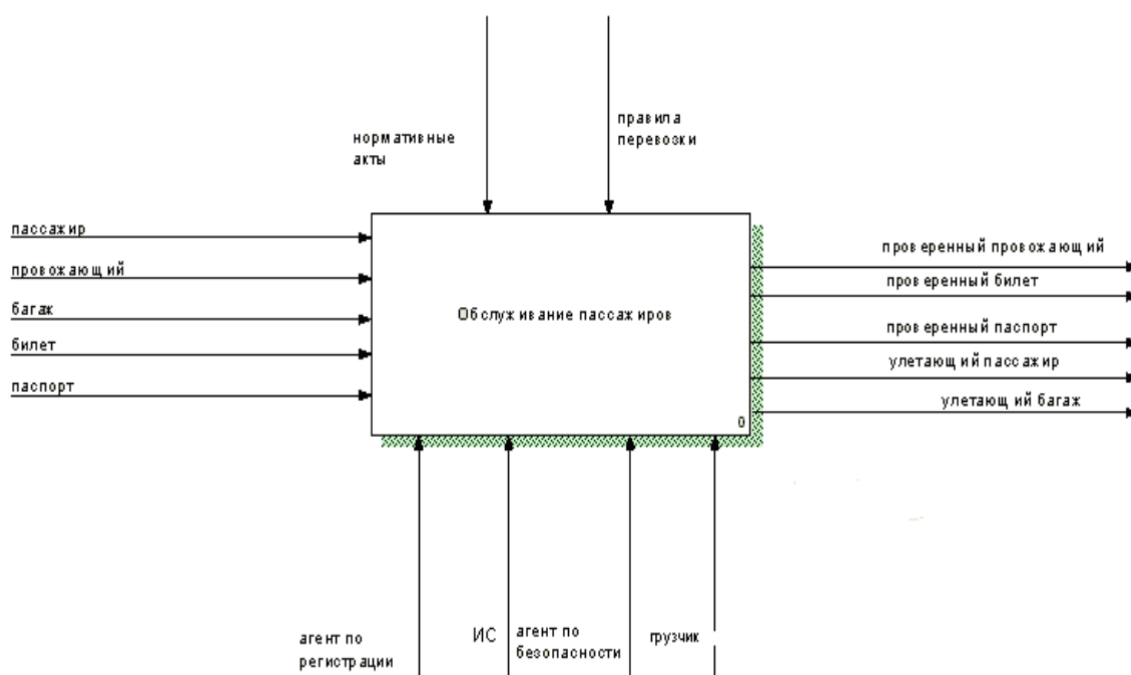 нормативные
акты
правила
перевозки
пассажир
провожающий
багаж
билет
паспорт
Обслуживание пассажиров
0
проверенный провожающий
проверенный билет
проверенный паспорт
улетающий пассажир
улетающий багаж
агент по
регистрации
ИС
агент по
безопасности
грузчик